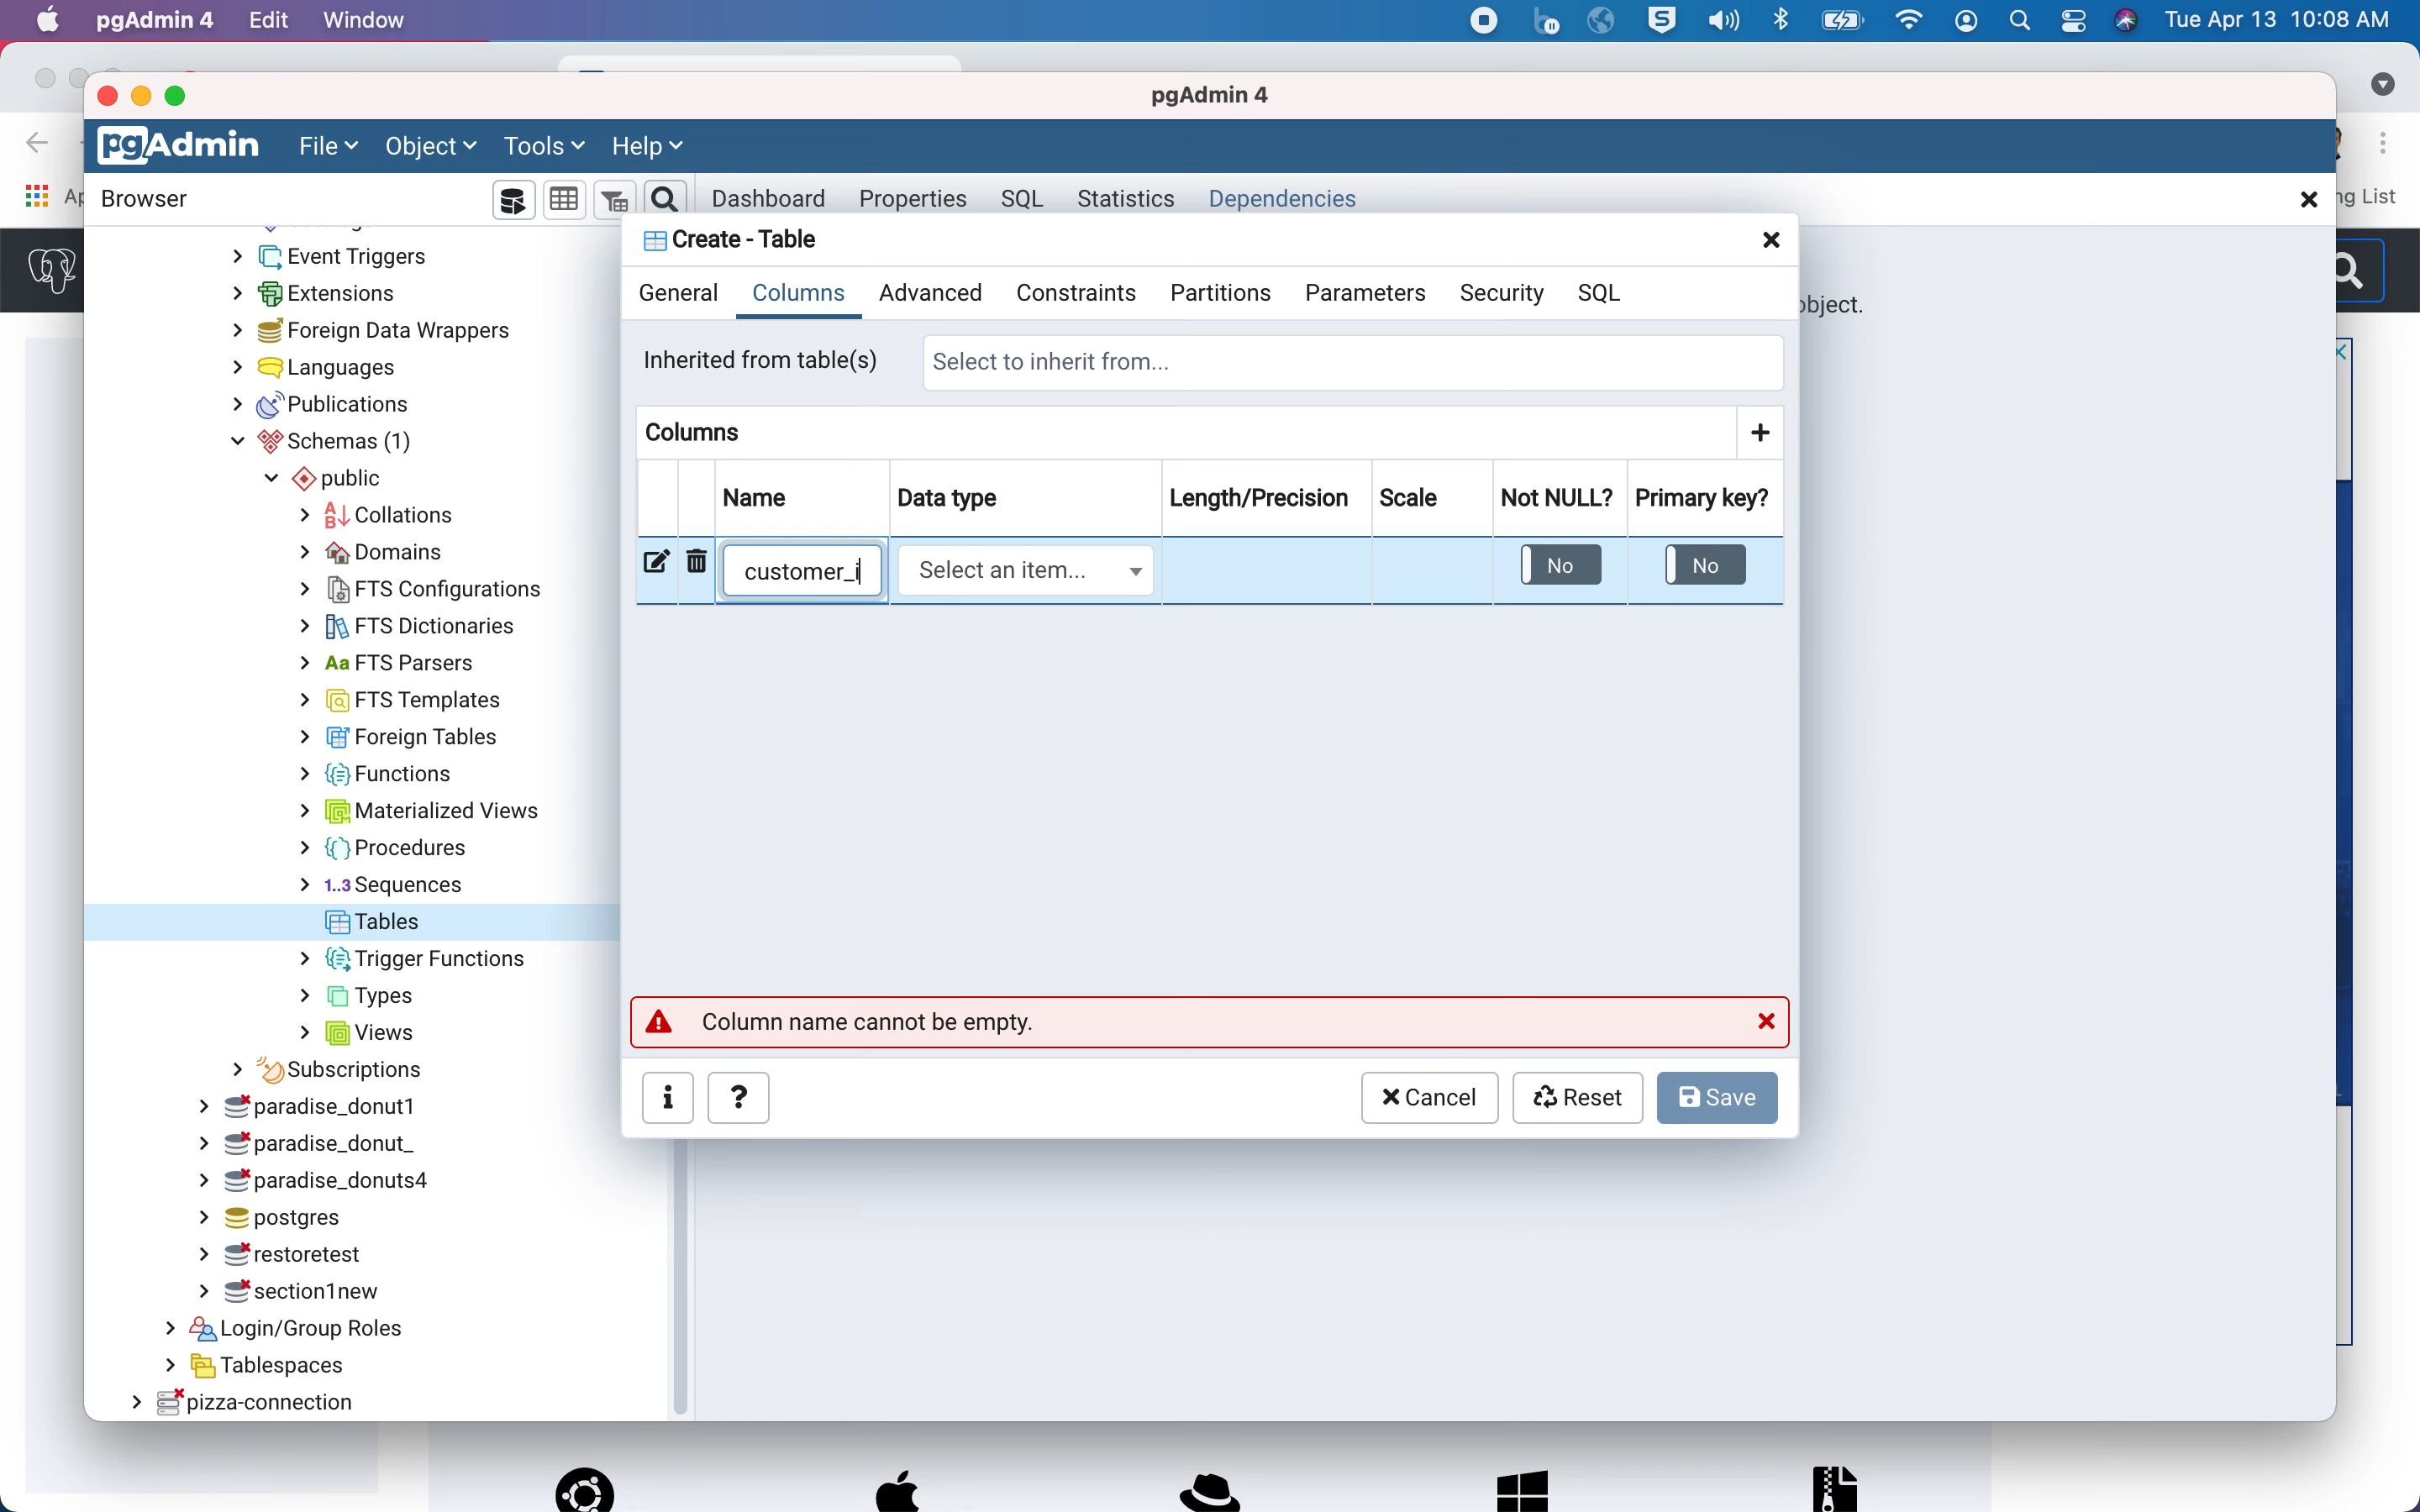 pgAdmin 4 Edit Window Tue Apr 13 10:08 AM
pgAdmin 4
pgAdmin File Object Tools Help
Browser Dashboard Properties SQL Statistics Dependencies
ng List
Create - Table
General Columns Advanced Constraints Partitions Parameters Security SQL
object.
Inherited from table(s) Select to inherit from...
Columns
Name Data type Length/Precision Scale Not NULL? Primary key?
customer_i Select an item... No No
Column name cannot be empty.
i ? Cancel Reset Save
Event Triggers
Extensions
Foreign Data Wrappers
Languages
Publications
Schemas (1)
public
Collations
Domains
FTS Configurations
FTS Dictionaries
Aa FTS Parsers
FTS Templates
Foreign Tables
Functions
Materialized Views
Procedures
1..3 Sequences
Tables
Trigger Functions
Types
Views
Subscriptions
paradise_donut1
paradise_donut_
paradise_donuts4
postgres
restoretest
section1new
Login/Group Roles
Tablespaces
pizza-connection